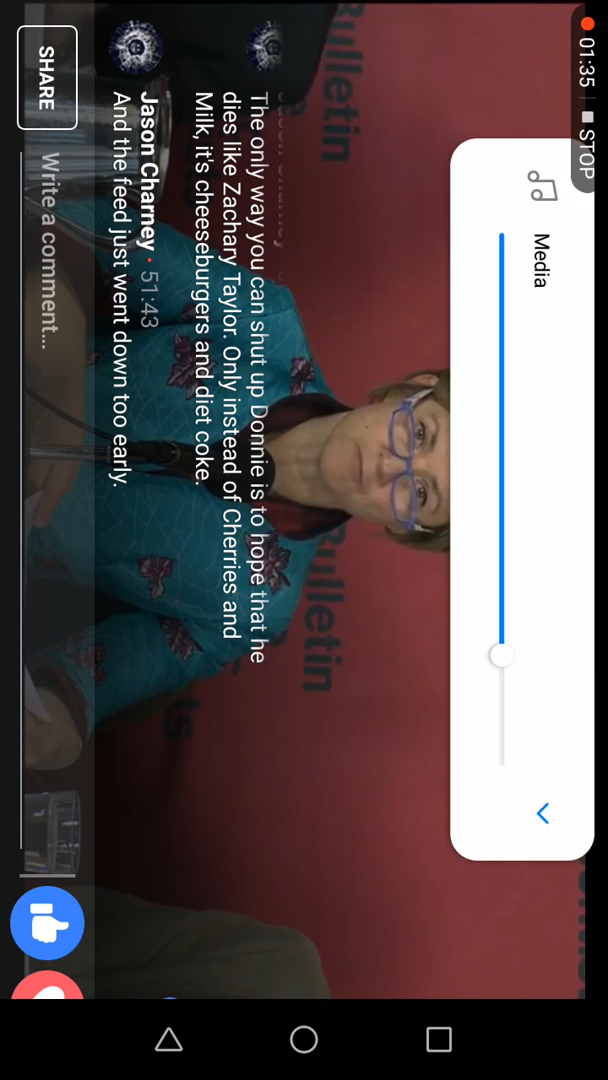 01:35 STOP
Media
Bulletin
Bulletin
The only way you can shut up Donnie is to hope that he
dies like Zachary Taylor. Only instead of Cherries and
Milk, it's cheeseburgers and diet coke.
Jason Charney · 51:43
And the feed just went down too early.
SHARE
Write a comment...